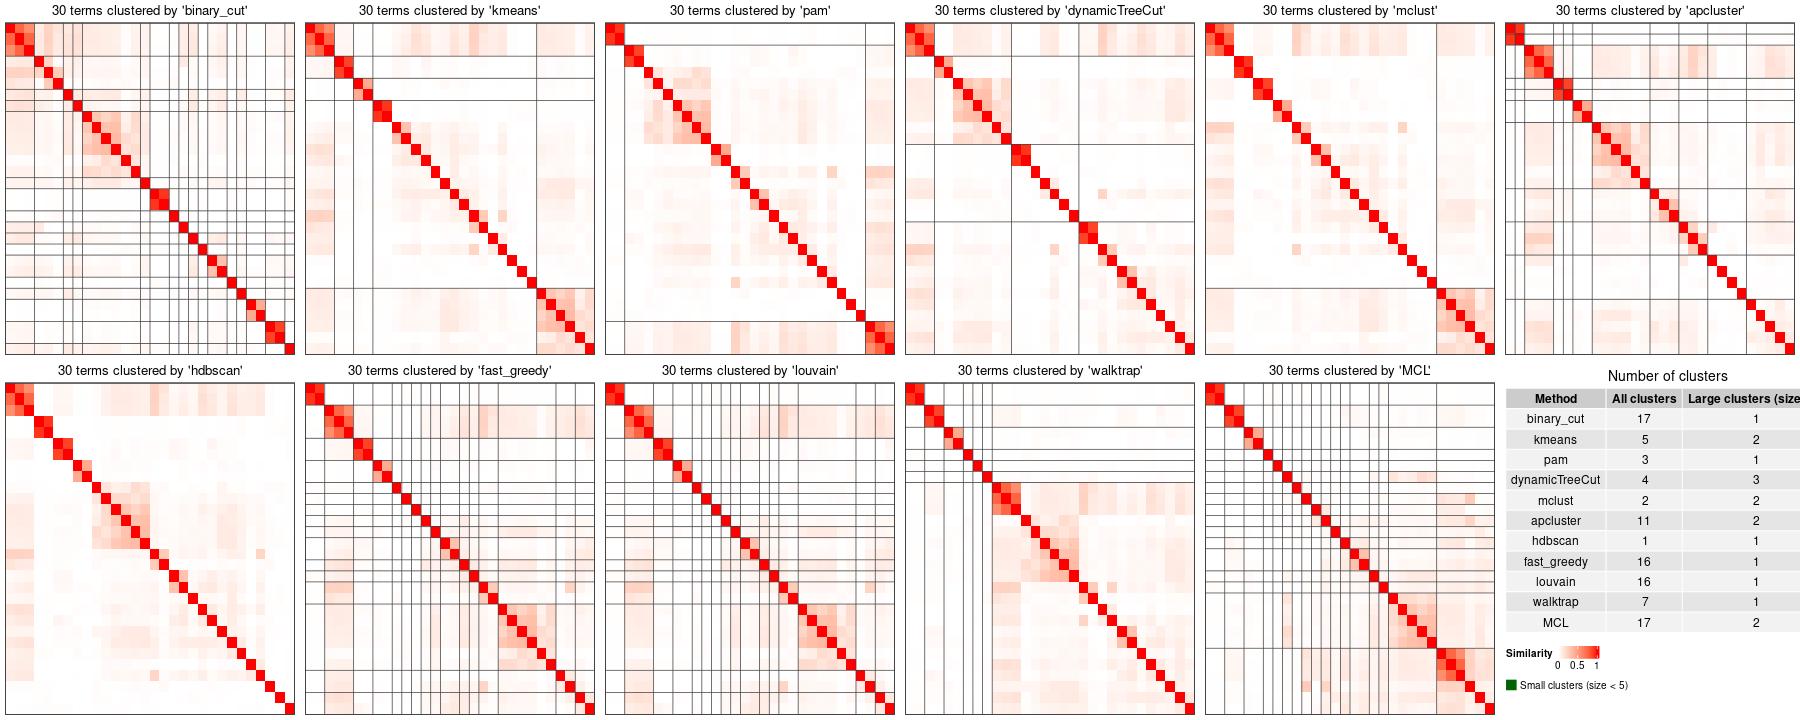 30 terms clustered by 'binary_cut'
30 terms clustered by 'kmeans'
30 terms clustered by 'pam'
30 terms clustered by 'dynamicTreeCut'
30 terms clustered by 'mclust'
30 terms clustered by 'apcluster'
30 terms clustered by 'hdbscan'
30 terms clustered by 'fast_greedy'
30 terms clustered by 'louvain'
30 terms clustered by 'walktrap'
30 terms clustered by 'MCL'
Number of clusters
Method All clusters Large clusters (size
binary_cut 17 1
kmeans 5 2
pam 3 1
dynamicTreeCut 4 3
mclust 2 2
apcluster 11 2
hdbscan 1 1
fast_greedy 16 1
louvain 16 1
walktrap 7 1
MCL 17 2
Similarity
0 0.5 1
Small clusters (size < 5)